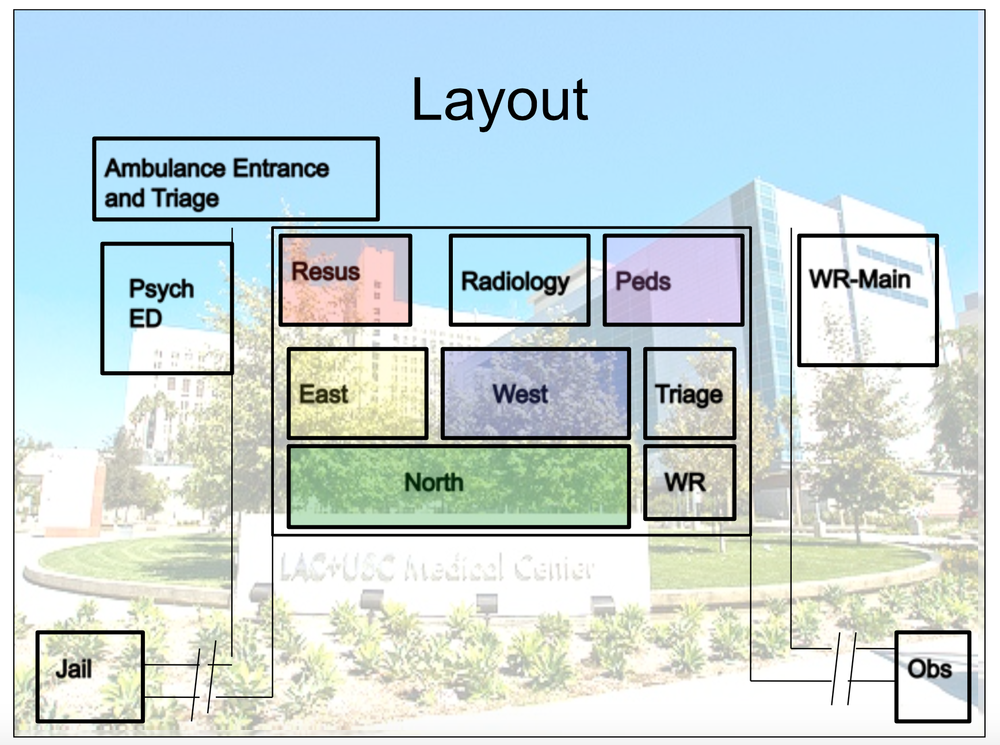 Layout
Ambulance Entrance
and Triage
Psych
ED
Resus
Radiology
Peds
WR-Main
East
West
Triage
North
WR
LAC+USC Medical Center
Jail
Obs